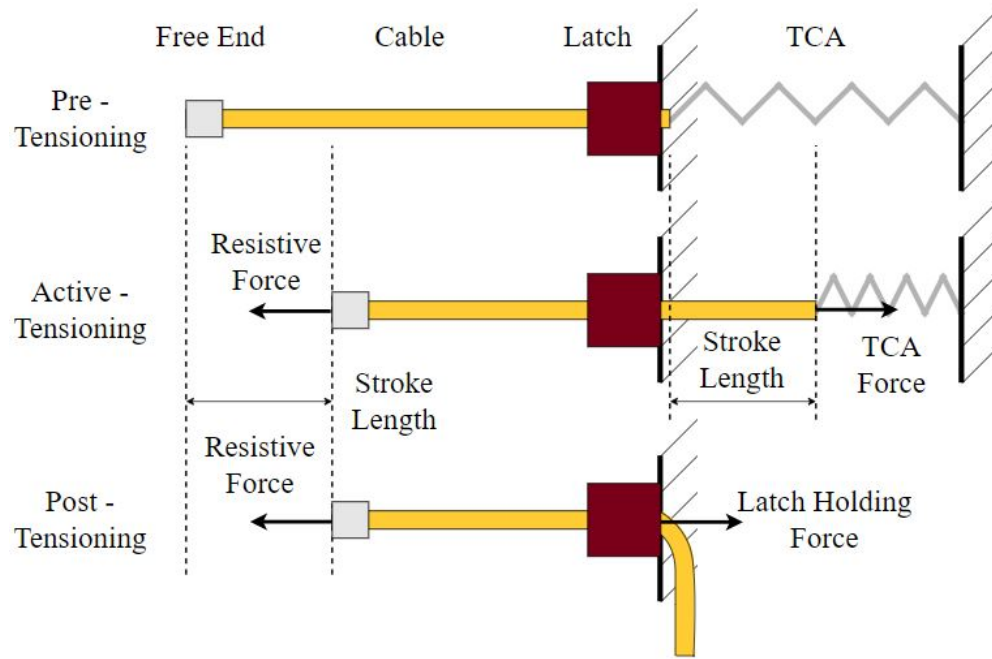 Free End
Cable
Latch
TCA
Pre -
Tensioning
Resistive
Force
Active -
Tensioning
Stroke
Length
TCA
Force
Stroke
Length
Resistive
Force
Post -
Tensioning
Latch Holding
Force